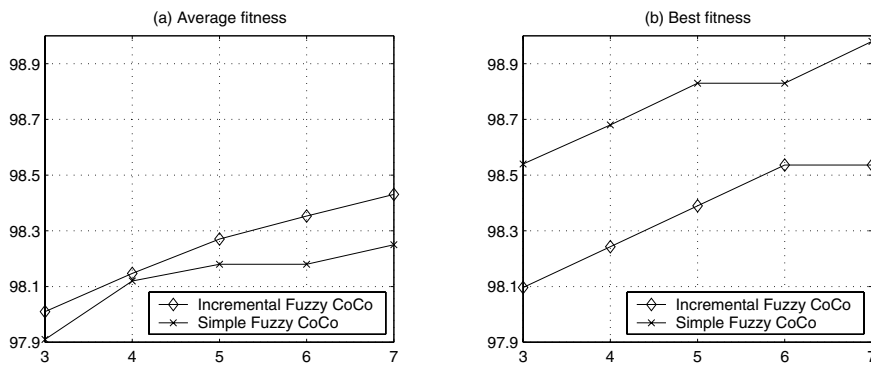 (a) Average fitness
98.9
98.7
98.5
98.3
98.1
97.9
3 4 5 6 7
Incremental Fuzzy CoCo
Simple Fuzzy CoCo
(b) Best fitness
98.9
98.7
98.5
98.3
98.1
97.9
3 4 5 6 7
Incremental Fuzzy CoCo
Simple Fuzzy CoCo